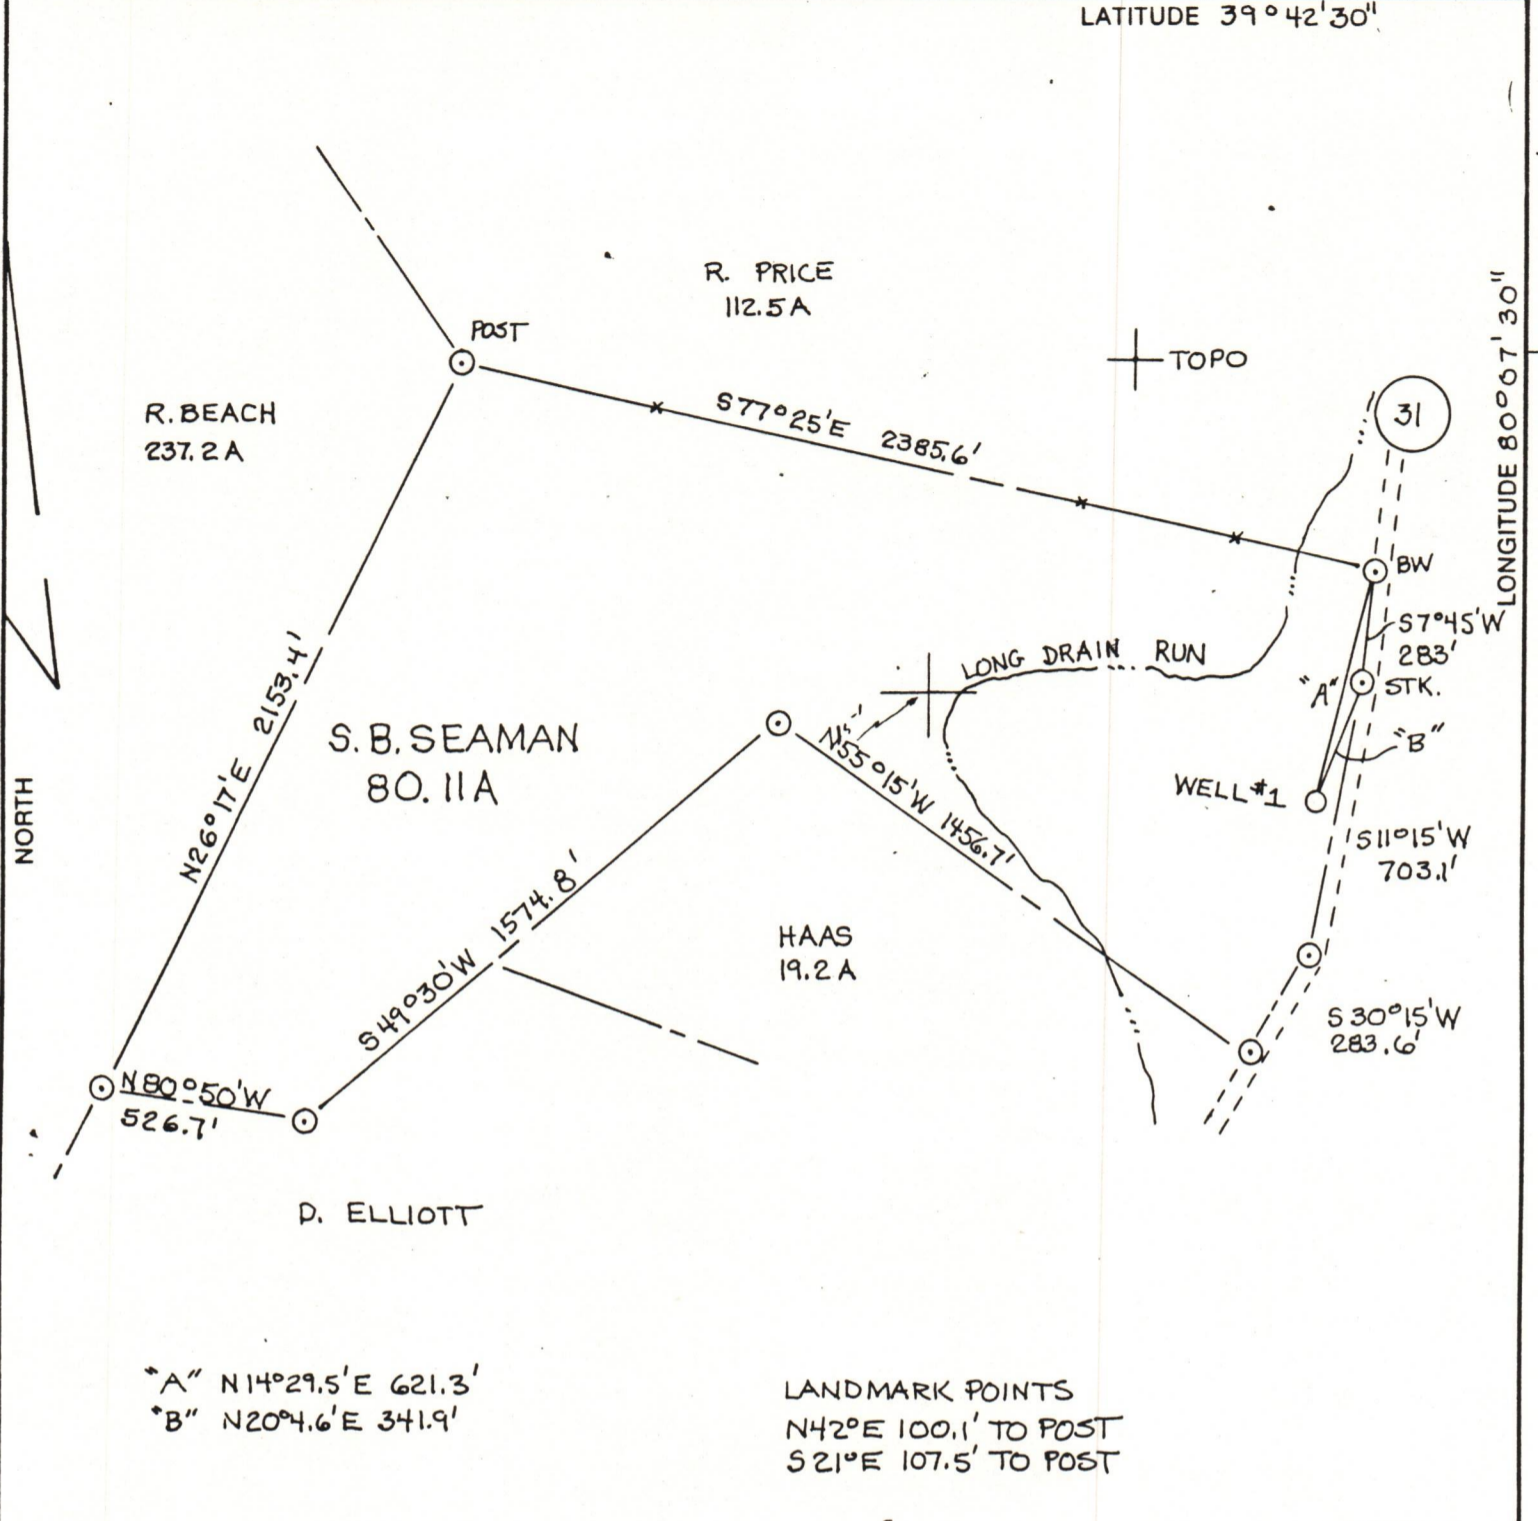 LATITUDE 39°42'30"
R. PRICE
112.5 A
POST
TOPO
LONGITUDE 80°07'30"
R. BEACH
237.2 A
S77°25'E 2385.6'
31
BW
S7°45'W
283'
LONG DRAIN RUN
"A"
STK.
"B"
N26°17'E 2153.4'
S. B. SEAMAN
80.11 A
N55°15'W 1456.7'
WELL #1
NORTH
S11°15'W
703.1'
S49°30'W 1574.8'
HAAS
19.2 A
S30°15'W
283.6'
N80°50'W
526.7'
D. ELLIOTT
"A" N14°29.5'E 621.3'
"B" N20°4.6'E 341.9'
LANDMARK POINTS
N42°E 100.1' TO POST
S21°E 107.5' TO POST